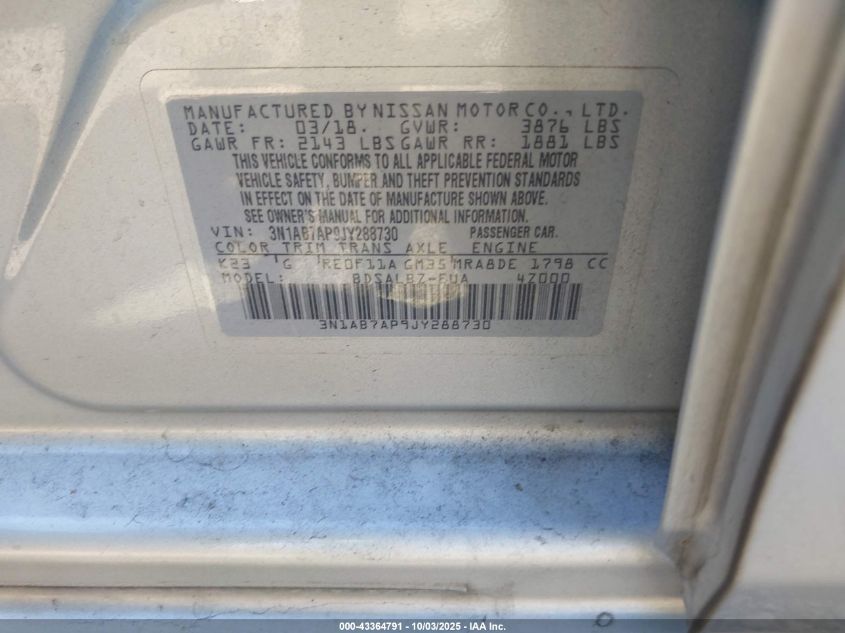 MANUFACTURED BY NISSAN MOTOR CO., LTD.
DATE: 03/18. GVWR: 3876 LBS
GAWR FR: 2143 LBS GAWR RR: 1881 LBS
THIS VEHICLE CONFORMS TO ALL APPLICABLE FEDERAL MOTOR
VEHICLE SAFETY, BUMPER AND THEFT PREVENTION STANDARDS
IN EFFECT ON THE DATE OF MANUFACTURE SHOWN ABOVE.
SEE OWNER'S MANUAL FOR ADDITIONAL INFORMATION.
VIN: 3N1AB7AP9JY288730 PASSENGER CAR.
COLOR TRIM TRANS AXLE ENGINE
K23 G RE0F11A GM35 MRA8DE 1798 CC
MODEL: BDSALBZ-EUA 4Z000
3N1AB7AP9JY288730
000-43364791 - 10/03/2025 - IAA Inc.